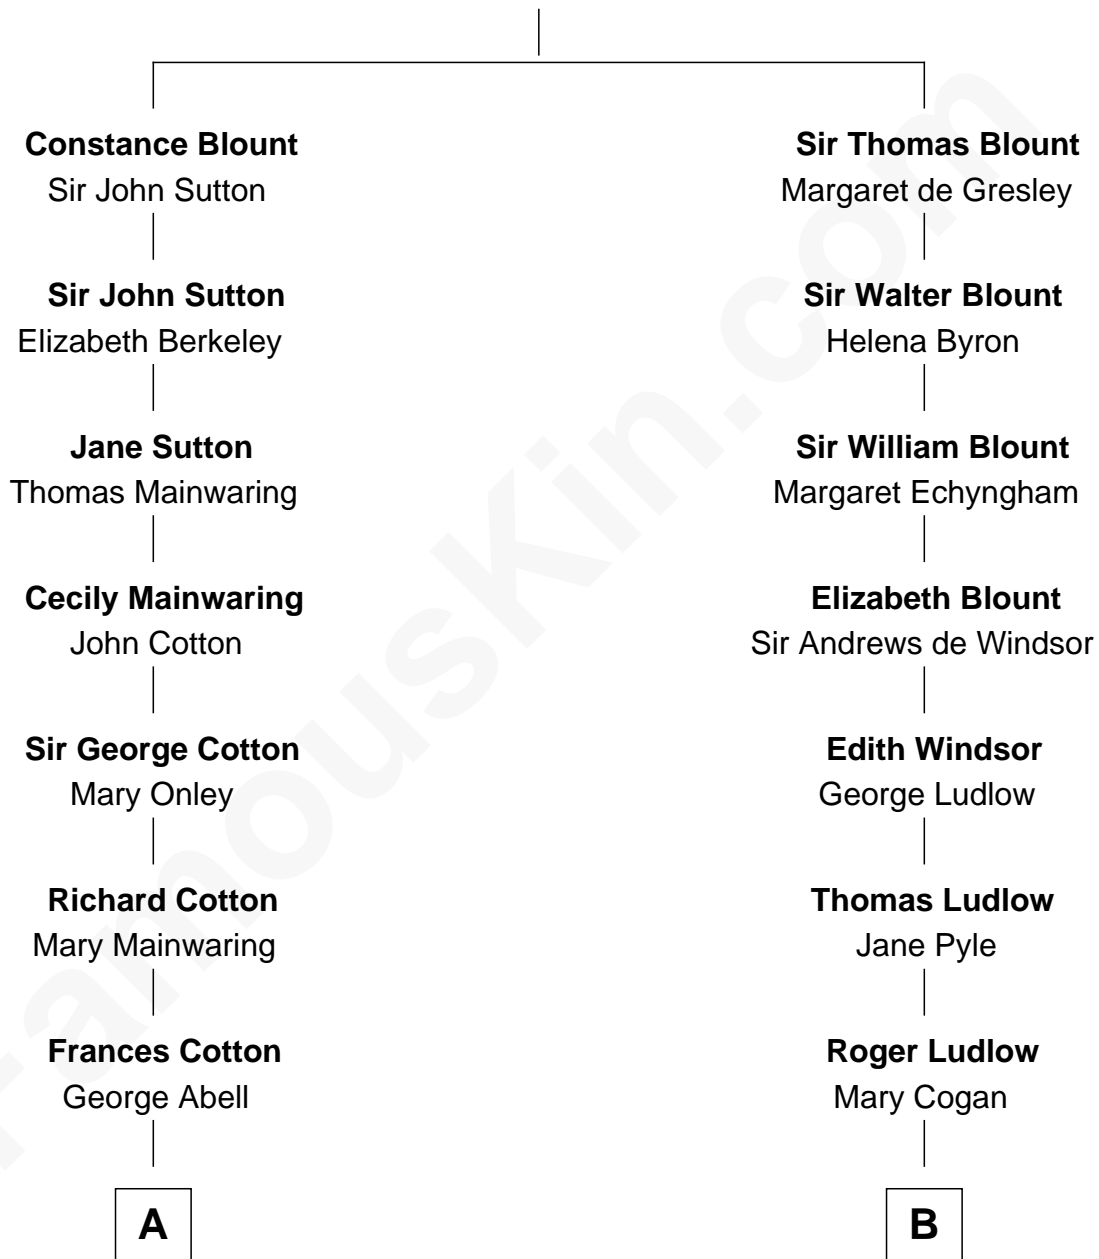 Constance Blount
Sir John Sutton
Sir John Sutton
Elizabeth Berkeley
Jane Sutton
Thomas Mainwaring
Cecily Mainwaring
John Cotton
Sir George Cotton
Mary Onley
Richard Cotton
Mary Mainwaring
Frances Cotton
George Abell
A
Sir Thomas Blount
Margaret de Gresley
Sir Walter Blount
Helena Byron
Sir William Blount
Margaret Echyngham
Elizabeth Blount
Sir Andrews de Windsor
Edith Windsor
George Ludlow
Thomas Ludlow
Jane Pyle
Roger Ludlow
Mary Cogan
B
FamousKin.com